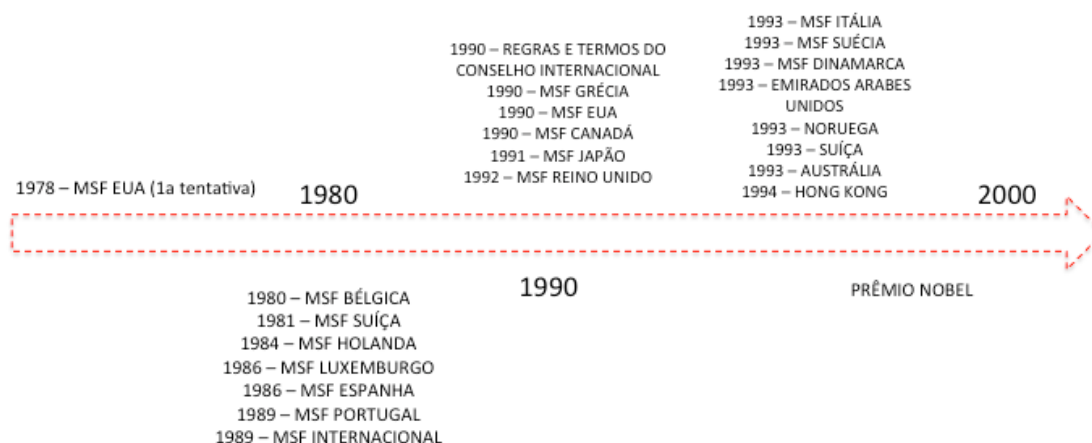 1978 – MSF EUA (1a tentativa)
1980
1990 – REGRAS E TERMOS DO
CONSELHO INTERNACIONAL
1990 – MSF GRÉCIA
1990 – MSF EUA
1990 – MSF CANADÁ
1991 – MSF JAPÃO
1992 – MSF REINO UNIDO
1993 – MSF ITÁLIA
1993 – MSF SUÉCIA
1993 – MSF DINAMARCA
1993 – EMIRADOS ARABES
UNIDOS
1993 – NORUEGA
1993 – SUÍÇA
1993 – AUSTRÁLIA
1994 – HONG KONG
2000
1980 – MSF BÉLGICA
1981 – MSF SUÍÇA
1984 – MSF HOLANDA
1986 – MSF LUXEMBURGO
1986 – MSF ESPANHA
1989 – MSF PORTUGAL
1989 – MSF INTERNACIONAL
1990
PRÊMIO NOBEL